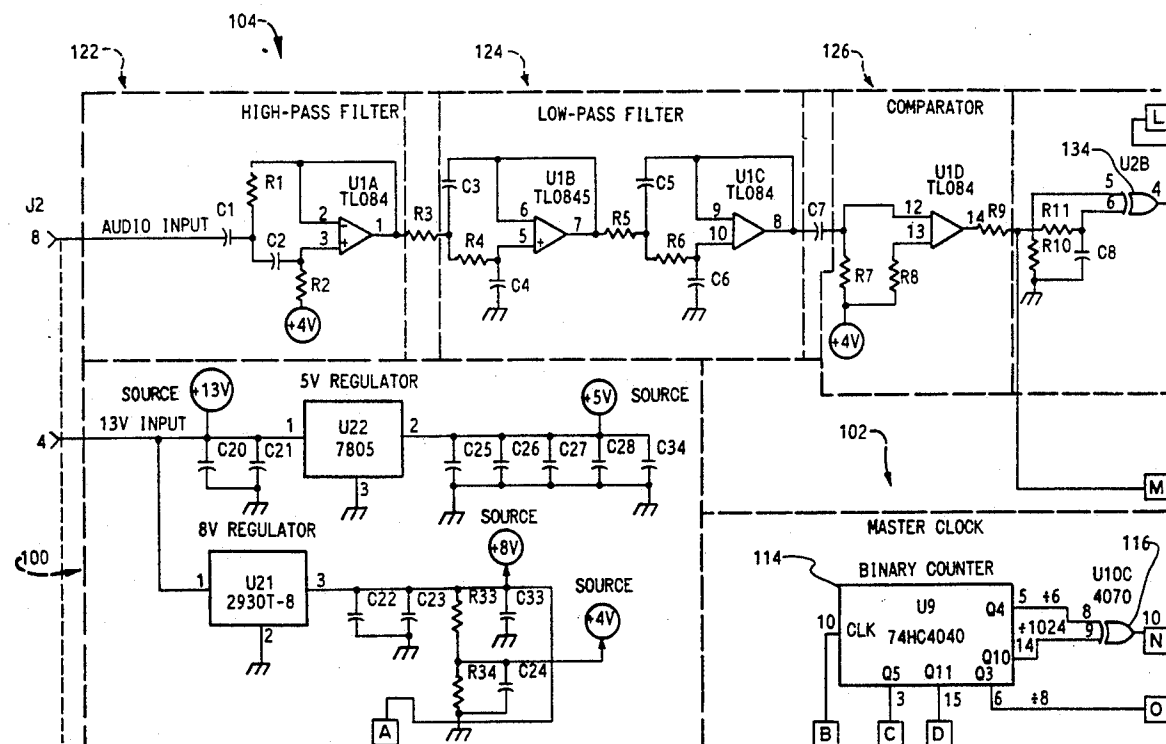 104
122
124
126
HIGH-PASS FILTER
LOW-PASS FILTER
COMPARATOR
L
134
U2B
R1
U1A
TL084
C3
U1B
TL0845
C5
U1C
TL084
U1D
TL084
5
4
6
J2
8
AUDIO INPUT
C1
C2
2
3
1
R3
6
5
7
R5
9
10
8
C7
12
13
14
R9
R11
R10
C8
R4
R6
R2
C4
C6
R7
R8
+4V
+4V
5V REGULATOR
SOURCE
+13V
+5V
SOURCE
13V INPUT
4
1
U22
7805
2
3
C20
C21
C25
C26
C27
C28
C34
102
M
8V REGULATOR
SOURCE
+8V
MASTER CLOCK
100
114
116
BINARY COUNTER
U10C
4070
1
U21
2930T-8
3
2
C22
C23
R33
C33
SOURCE
+4V
R34
C24
A
U9
74HC4040
10
CLK
Q4
5
÷6
8
9
10
N
÷1024
14
Q10
Q5
Q11
Q3
3
15
6
÷8
O
B
C
D